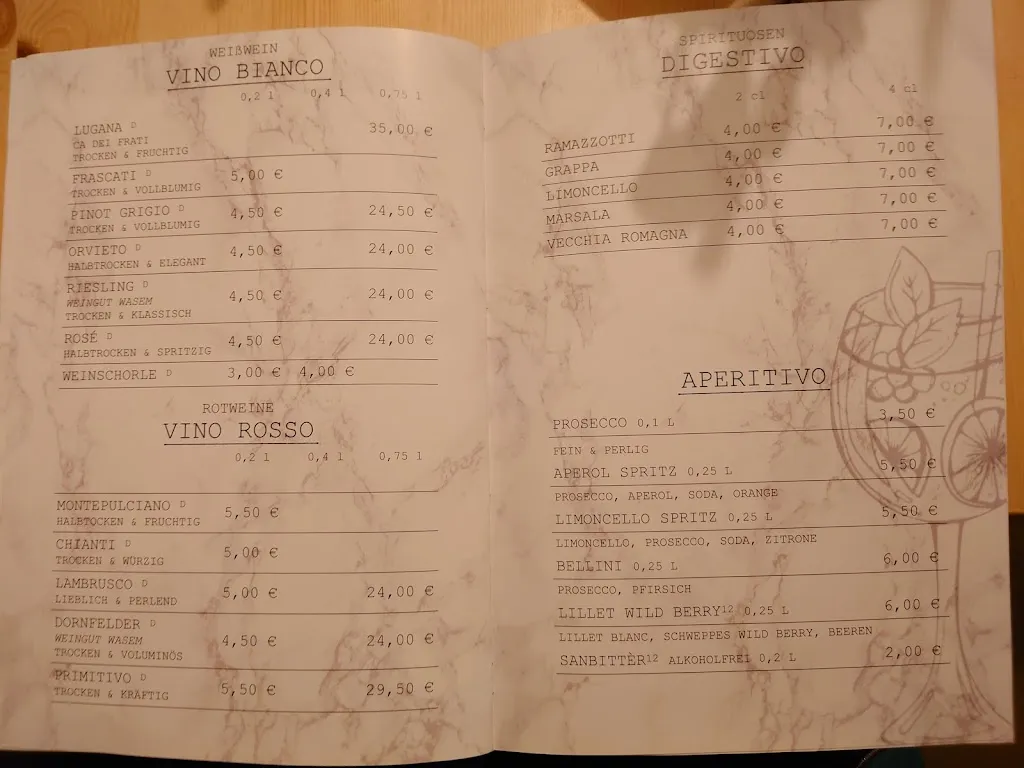 WEIßWEIN
VINO BIANCO
0,2 l 0,4 l 0,75 l
LUGANA D 35,00 €
CA DEI FRATI
TROCKEN & FRUCHTIG
FRASCATI D 5,00 €
TROCKEN & VOLLBLUMIG
PINOT GRIGIO D 4,50 € 24,50 €
TROCKEN & VOLLBLUMIG
ORVIETO D 4,50 € 24,00 €
HALBTROCKEN & ELEGANT
RIESLING D 4,50 € 24,00 €
WEINGUT WASEM
TROCKEN & KLASSISCH
ROSÉ D 4,50 € 24,00 €
HALBTROCKEN & SPRITZIG
WEINSCHORLE D 3,00 € 4,00 €
ROTWEINE
VINO ROSSO
0,2 l 0,4 l 0,75 l
MONTEPULCIANO D 5,50 €
HALBTOCKEN & FRUCHTIG
CHIANTI D 5,00 €
TROCKEN & WÜRZIG
LAMBRUSCO D 5,00 € 24,00 €
LIEBLICH & PERLEND
DORNFELDER D 4,50 € 24,00 €
WEINGUT WASEM
TROCKEN & VOLUMINÖS
PRIMITIVO D 5,50 € 29,50 €
TROCKEN & KRÄFTIG
SPIRITUOSEN
DIGESTIVO
2 cl 4 cl
RAMAZZOTTI 4,00 € 7,00 €
GRAPPA 4,00 € 7,00 €
LIMONCELLO 4,00 € 7,00 €
MARSALA 4,00 € 7,00 €
VECCHIA ROMAGNA 4,00 € 7,00 €
APERITIVO
PROSECCO 0,1 L 3,50 €
FEIN & PERLIG
APEROL SPRITZ 0,25 L 5,50 €
PROSECCO, APEROL, SODA, ORANGE
LIMONCELLO SPRITZ 0,25 L 5,50 €
LIMONCELLO, PROSECCO, SODA, ZITRONE
BELLINI 0,25 L 6,00 €
PROSECCO, PFIRSICH
LILLET WILD BERRY¹² 0,25 L 6,00 €
LILLET BLANC, SCHWEPPES WILD BERRY, BEEREN
SANBITTÈR¹² ALKOHOLFREI 0,2 L 2,00 €